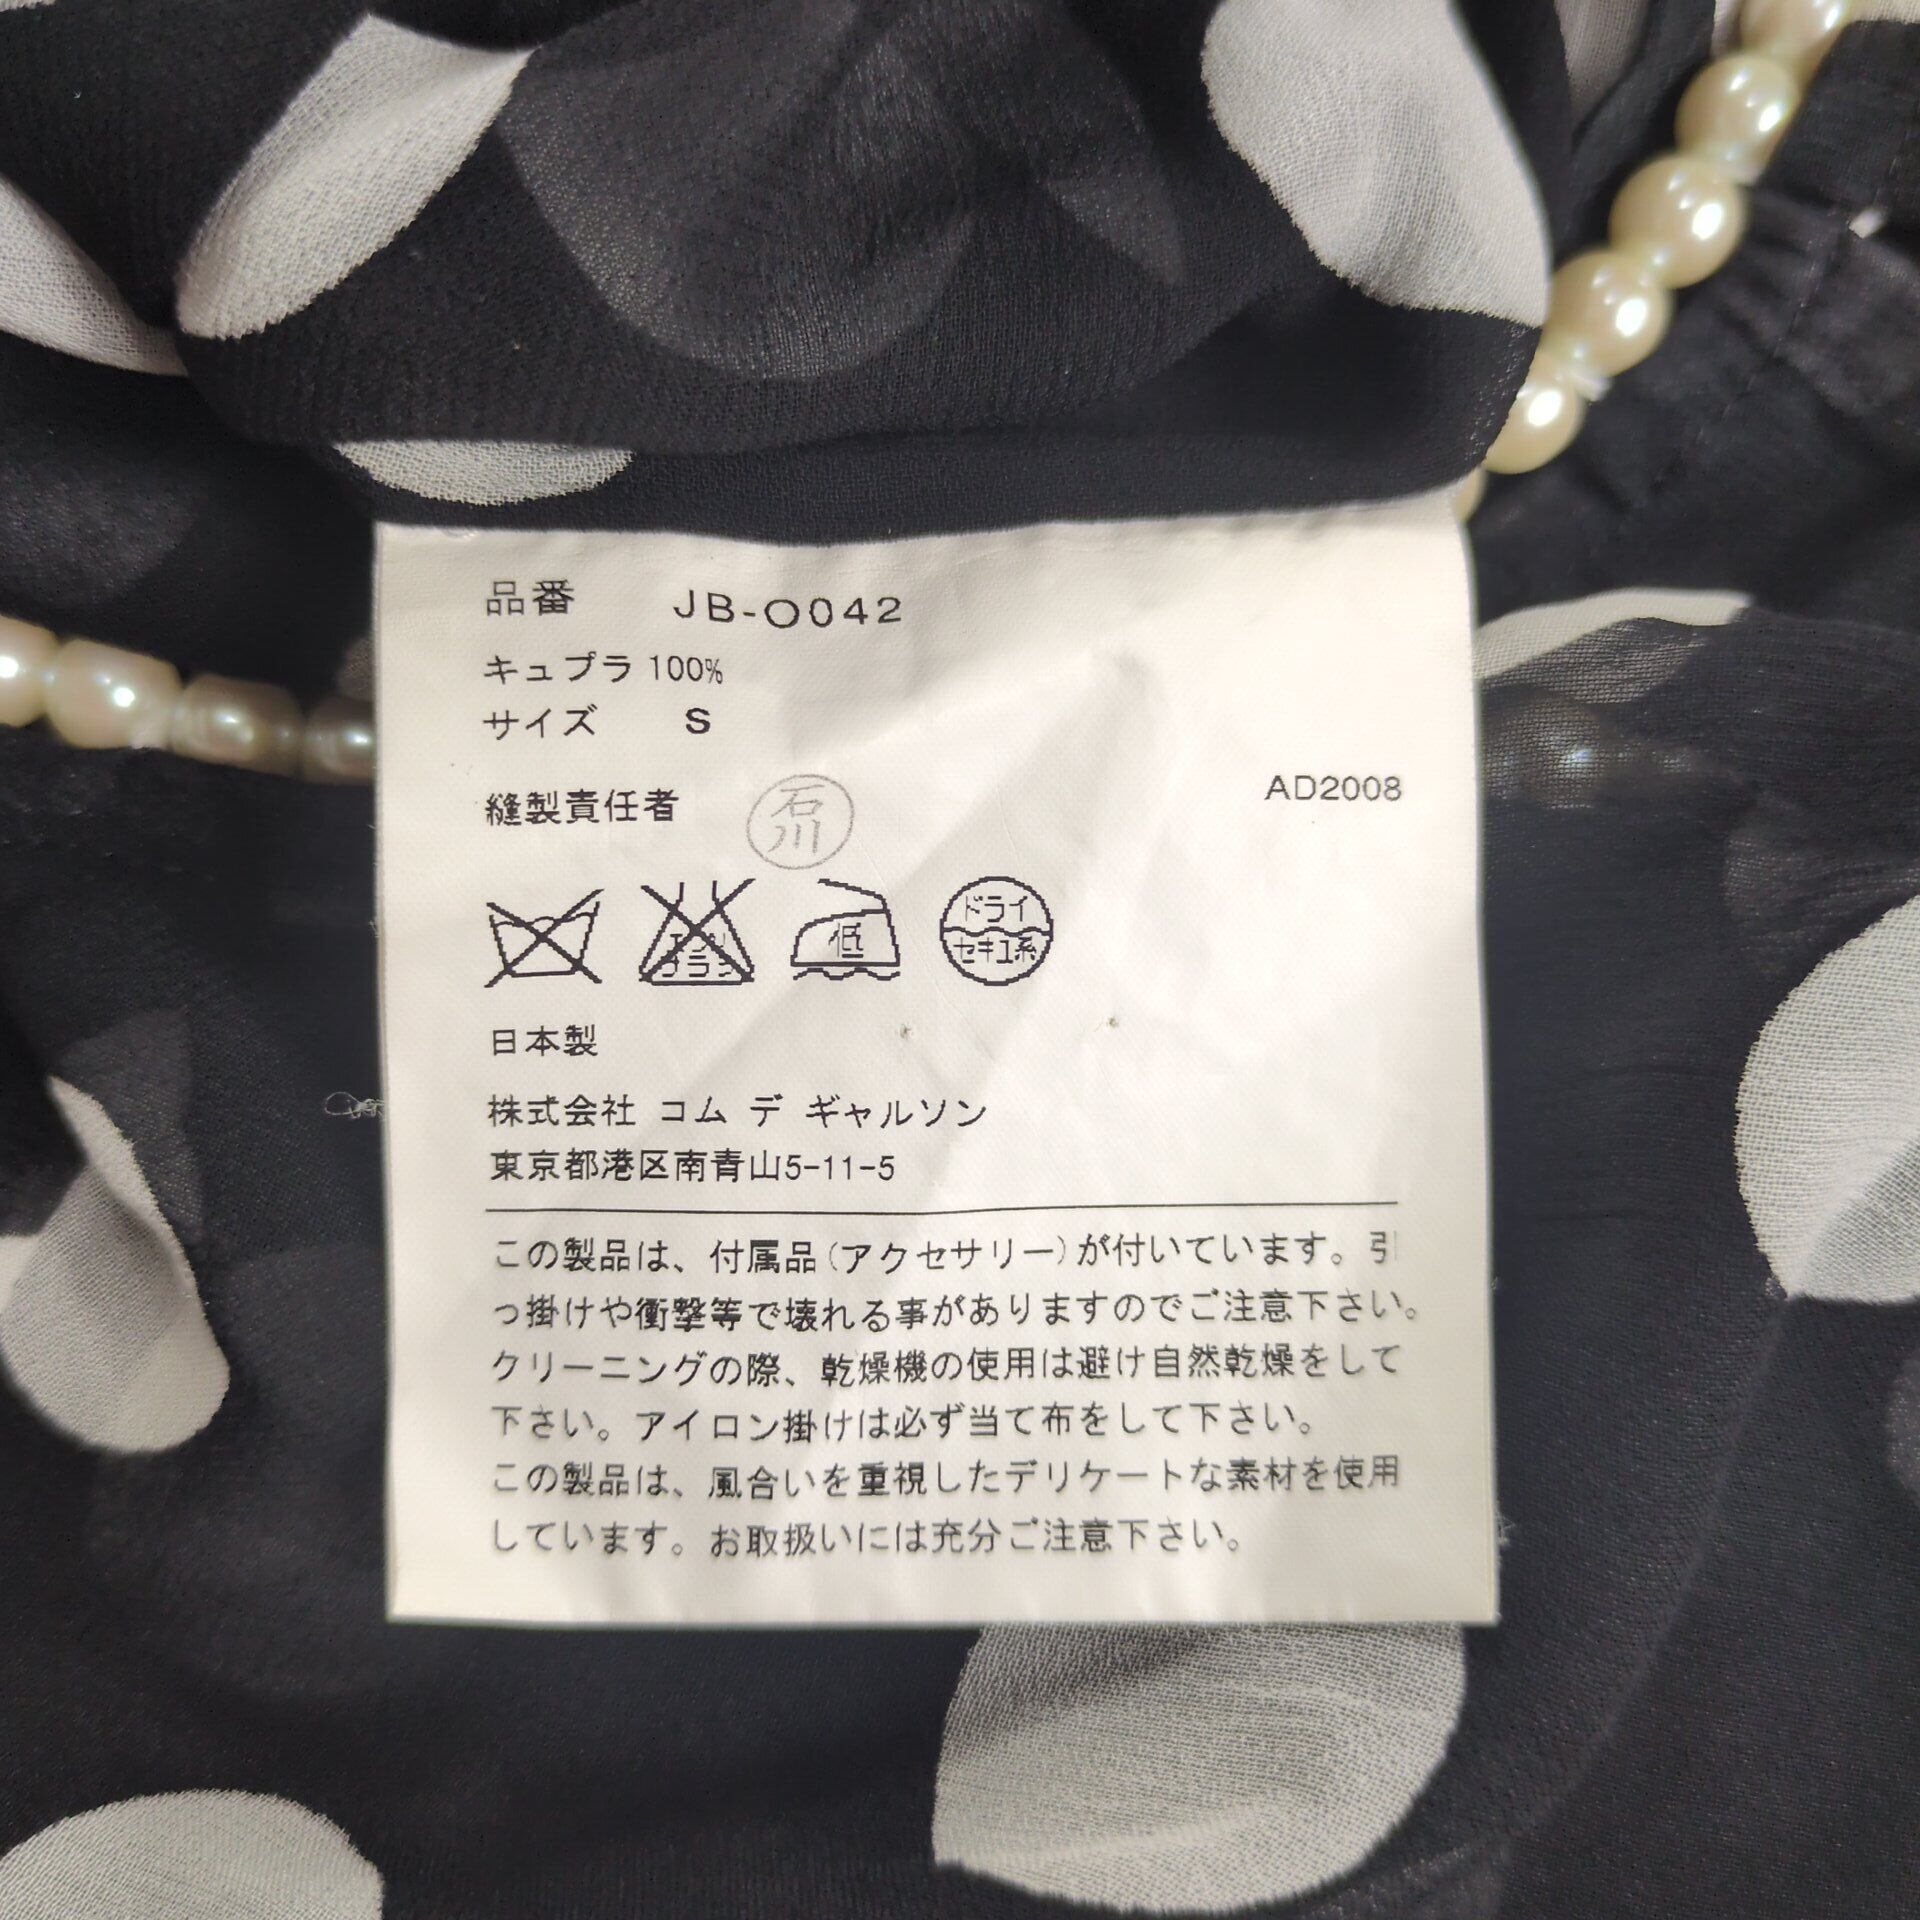 品番 JB-O042
キュプラ 100%
サイズ S
縫製責任者 石川
AD2008
エンソ
フラシ
低
ドライ
セキユ系
日本製
株式会社 コム デ ギャルソン
東京都港区南青山5-11-5
この製品は、付属品(アクセサリー)が付いています。引
っ掛けや衝撃等で壊れる事がありますのでご注意下さい。
クリーニングの際、乾燥機の使用は避け自然乾燥をして
下さい。アイロン掛けは必ず当て布をして下さい。
この製品は、風合いを重視したデリケートな素材を使用
しています。お取扱いには充分ご注意下さい。